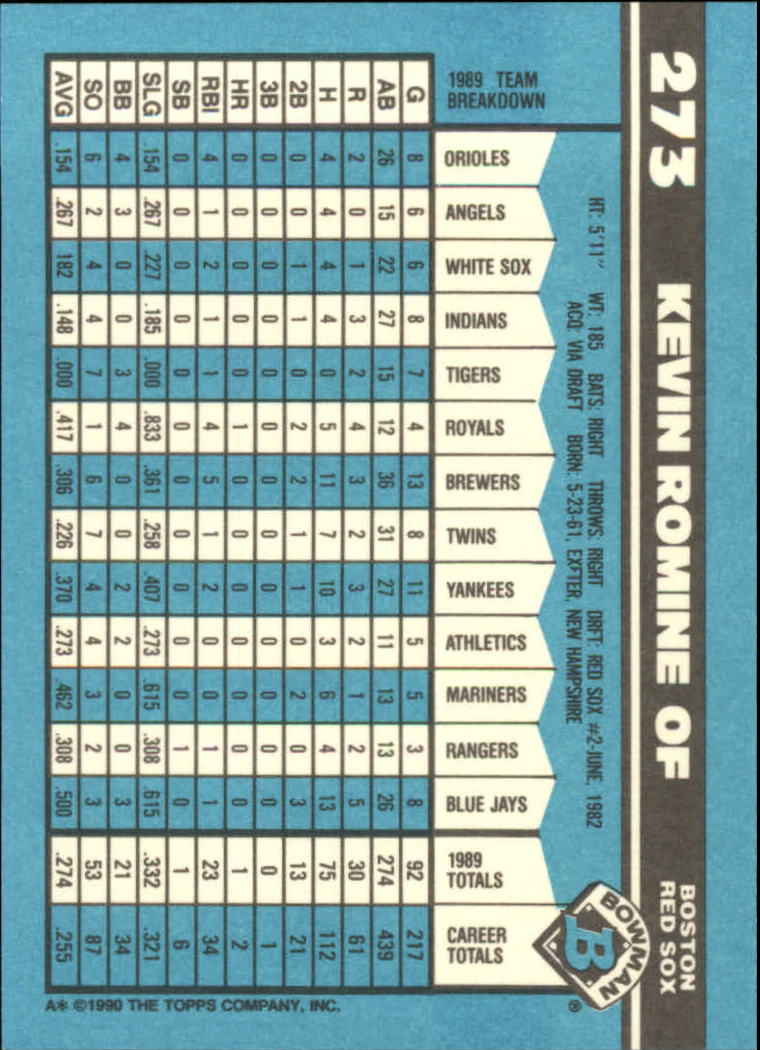 273 KEVIN ROMINE OF
BOSTON
RED SOX
HT: 5'11" WT: 185 BATS: RIGHT THROWS: RIGHT DRFT: RED SOX #2-JUNE, 1982
ACQ: VIA DRAFT BORN: 5-23-61, EXETER, NEW HAMPSHIRE
BOWMAN
B
®
1989 TEAM
BREAKDOWN
G AB R H 2B 3B HR RBI SB SLG BB SO AVG
ORIOLES 8 26 2 4 0 0 0 4 0 .154 4 6 .154
ANGELS 6 15 0 4 0 0 0 1 0 .267 3 2 .267
WHITE SOX 6 22 1 4 1 0 0 2 0 .227 0 4 .182
INDIANS 8 27 3 4 1 0 0 1 0 .185 0 4 .148
TIGERS 7 15 2 0 0 0 0 1 0 .000 3 7 .000
ROYALS 4 12 4 5 2 0 1 4 0 .833 4 1 .417
BREWERS 13 36 3 11 2 0 0 5 0 .361 0 6 .306
TWINS 8 31 2 7 1 0 0 1 0 .258 0 7 .226
YANKEES 11 27 3 10 1 0 0 2 0 .407 2 4 .370
ATHLETICS 5 11 2 3 0 0 0 0 0 .273 2 4 .273
MARINERS 5 13 1 6 2 0 0 0 0 .615 0 3 .462
RANGERS 3 13 2 4 0 0 0 1 1 .308 0 2 .308
BLUE JAYS 8 26 5 13 3 0 0 1 0 .615 3 3 .500
1989
TOTALS 92 274 30 75 13 0 1 23 1 .332 21 53 .274
CAREER
TOTALS 217 439 61 112 21 1 2 34 6 .321 34 87 .255
A* ©1990 THE TOPPS COMPANY, INC.